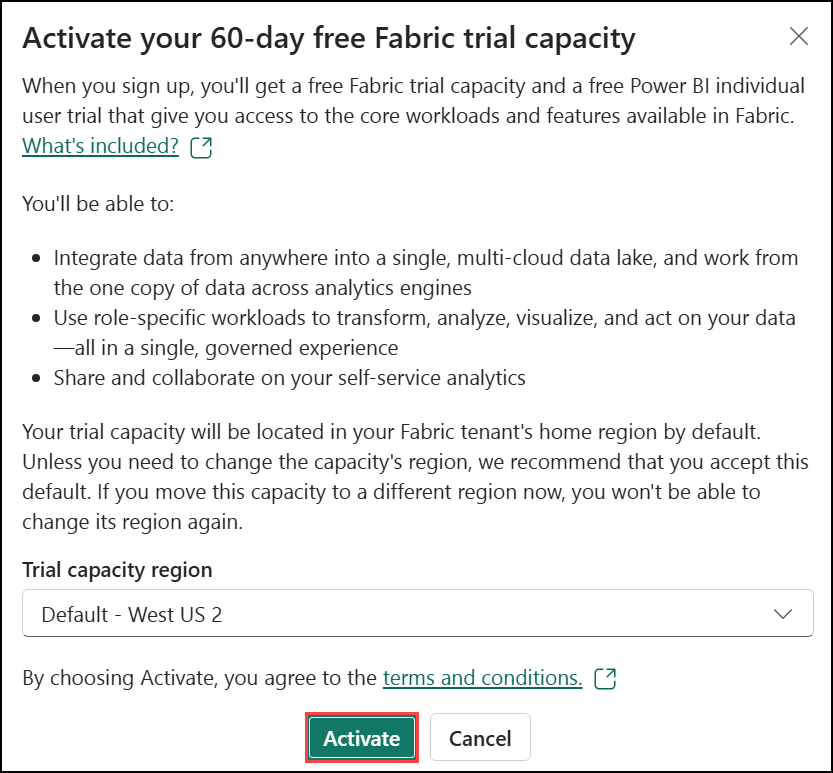 Activate your 60-day free Fabric trial capacity
When you sign up, you'll get a free Fabric trial capacity and a free Power BI individual
user trial that give you access to the core workloads and features available in Fabric.
What's included?
You'll be able to:
• Integrate data from anywhere into a single, multi-cloud data lake, and work from
the one copy of data across analytics engines
• Use role-specific workloads to transform, analyze, visualize, and act on your data
—all in a single, governed experience
• Share and collaborate on your self-service analytics
Your trial capacity will be located in your Fabric tenant's home region by default.
Unless you need to change the capacity's region, we recommend that you accept this
default. If you move this capacity to a different region now, you won't be able to
change its region again.
Trial capacity region
Default - West US 2
By choosing Activate, you agree to the terms and conditions.
Activate Cancel